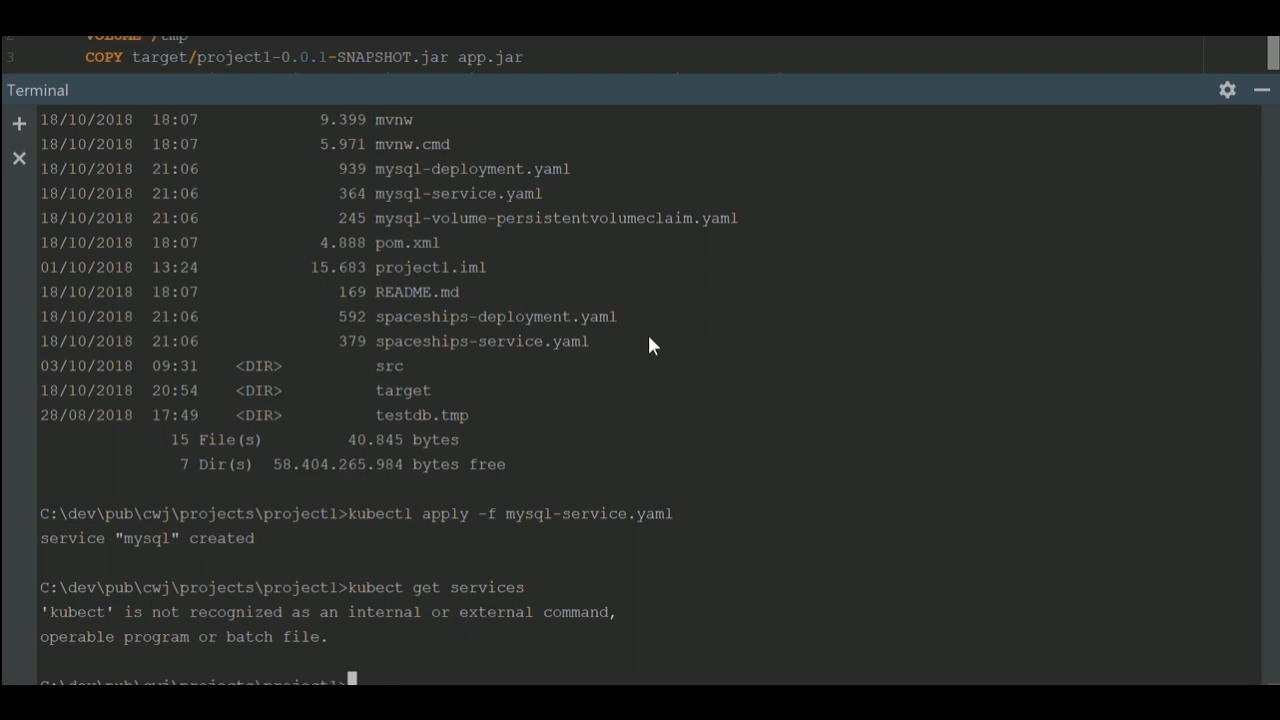 2 VOLUME /tmp
3 COPY target/project1-0.0.1-SNAPSHOT.jar app.jar
Terminal
18/10/2018 18:07 9.399 mvnw
18/10/2018 18:07 5.971 mvnw.cmd
18/10/2018 21:06 939 mysql-deployment.yaml
18/10/2018 21:06 364 mysql-service.yaml
18/10/2018 21:06 245 mysql-volume-persistentvolumeclaim.yaml
18/10/2018 18:07 4.888 pom.xml
01/10/2018 13:24 15.683 project1.iml
18/10/2018 18:07 169 README.md
18/10/2018 21:06 592 spaceships-deployment.yaml
18/10/2018 21:06 379 spaceships-service.yaml
03/10/2018 09:31 <DIR> src
18/10/2018 20:54 <DIR> target
28/08/2018 17:49 <DIR> testdb.tmp
15 File(s) 40.845 bytes
7 Dir(s) 58.404.265.984 bytes free
C:\dev\pub\cwj\projects\project1>kubectl apply -f mysql-service.yaml
service "mysql" created
C:\dev\pub\cwj\projects\project1>kubect get services
'kubect' is not recognized as an internal or external command,
operable program or batch file.
C:\dev\pub\cwj\projects\project1>